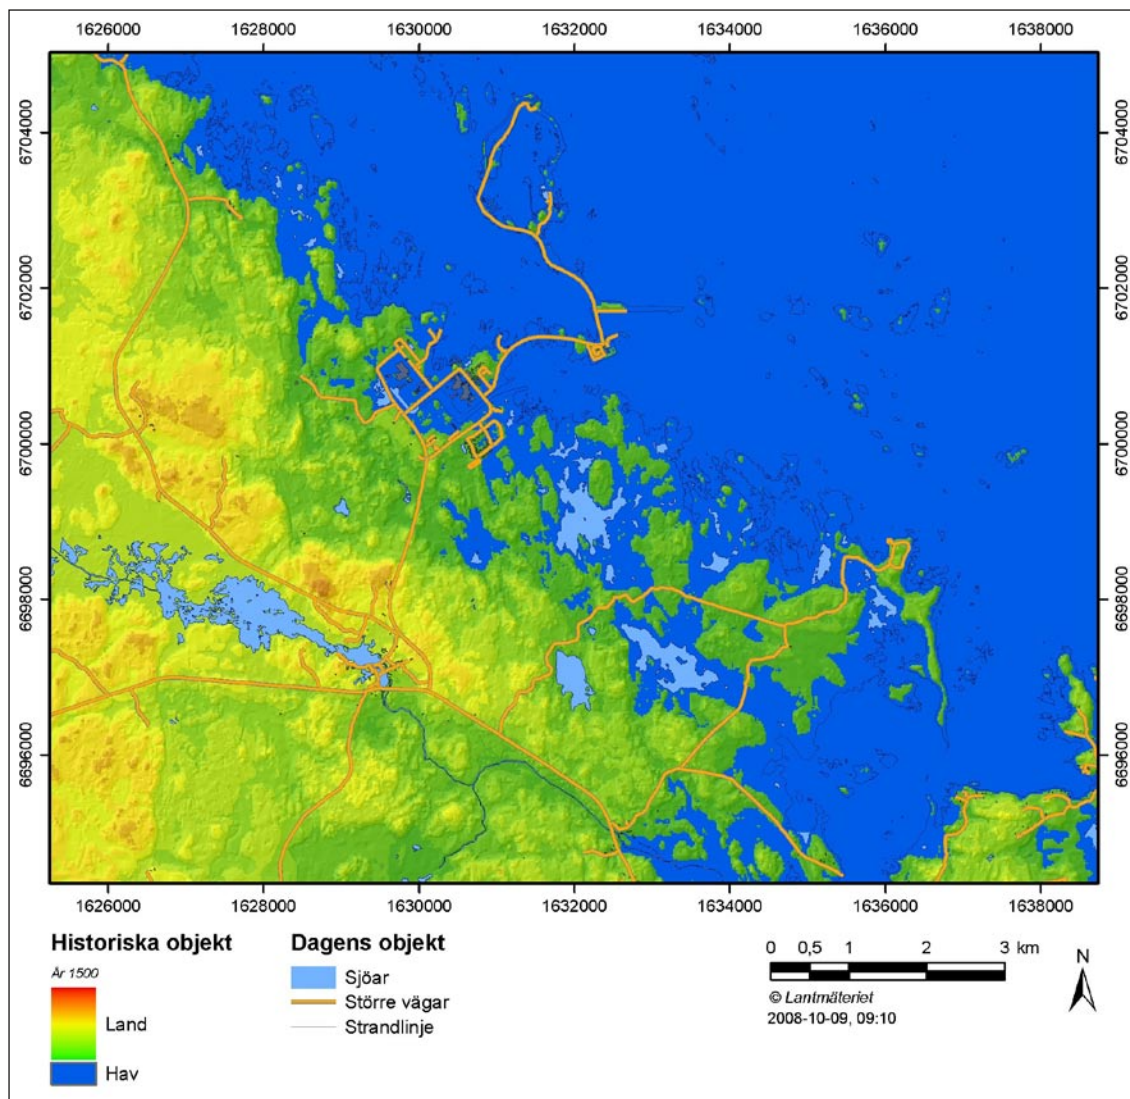 1626000 1628000 1630000 1632000 1634000 1636000 1638000
6704000 6704000
6702000 6702000
6700000 6700000
6698000 6698000
6696000 6696000
1626000 1628000 1630000 1632000 1634000 1636000 1638000
Historiska objekt
År 1500
Land
Hav
Dagens objekt
Sjöar
Större vägar
Strandlinje
0 0,5 1 2 3 km
© Lantmäteriet
2008-10-09, 09:10
N